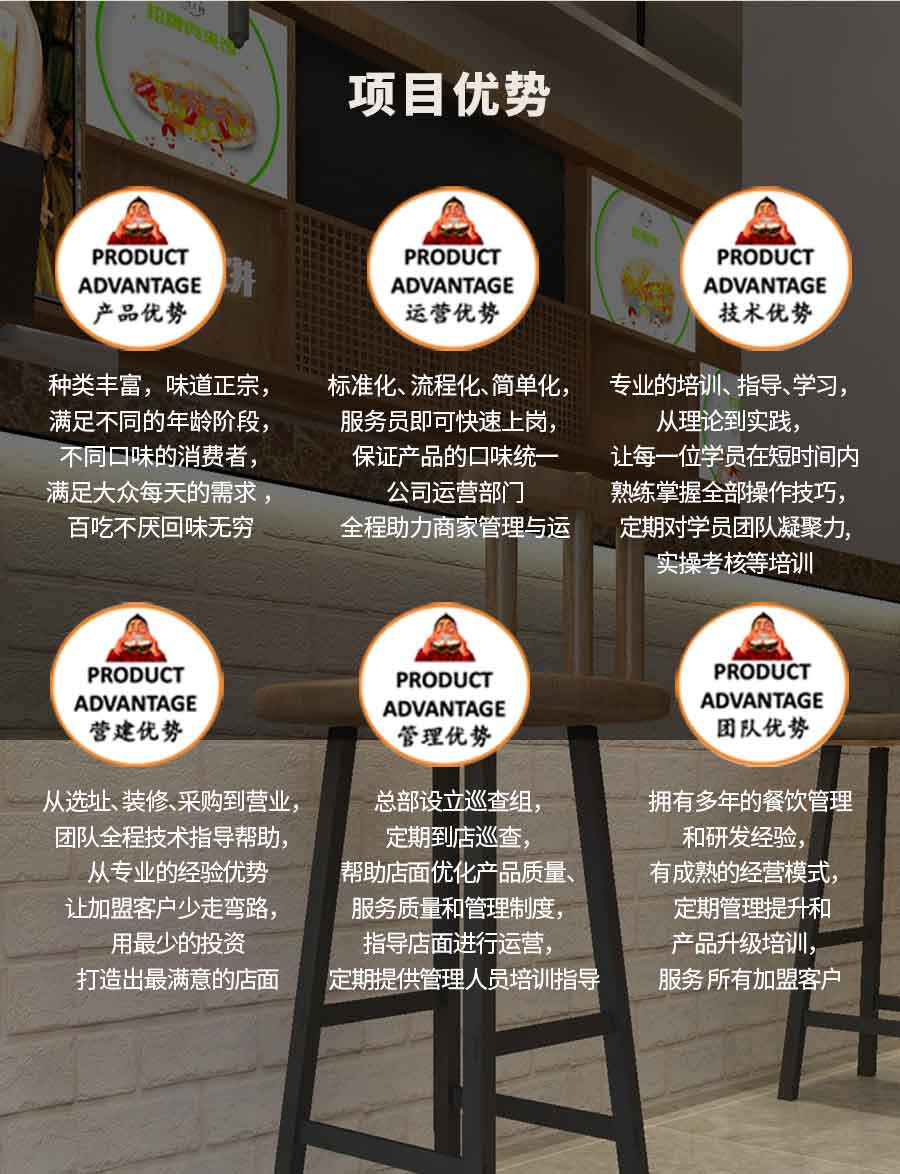 项目优势
PRODUCT
ADVANTAGE
产品优势
种类丰富，味道正宗，
满足不同的年龄阶段，
不同口味的消费者，
满足大众每天的需求，
百吃不厌回味无穷
PRODUCT
ADVANTAGE
运营优势
标准化、流程化、简单化，
服务员即可快速上岗，
保证产品的口味统一
公司运营部门
全程助力商家管理与运
PRODUCT
ADVANTAGE
技术优势
专业的培训、指导、学习，
从理论到实践，
让每一位学员在短时间内
熟练掌握全部操作技巧，
定期对学员团队凝聚力，
实操考核等培训
PRODUCT
ADVANTAGE
营建优势
从选址、装修、采购到营业，
团队全程技术指导帮助，
从专业的经验优势
让加盟客户少走弯路，
用最少的投资
打造出最满意的店面
PRODUCT
ADVANTAGE
管理优势
总部设立巡查组，
定期到店巡查，
帮助店面优化产品质量、
服务质量和管理制度，
指导店面进行运营，
定期提供管理人员培训指导
PRODUCT
ADVANTAGE
团队优势
拥有多年的餐饮管理
和研发经验，
有成熟的经营模式，
定期管理提升和
产品升级培训，
服务所有加盟客户